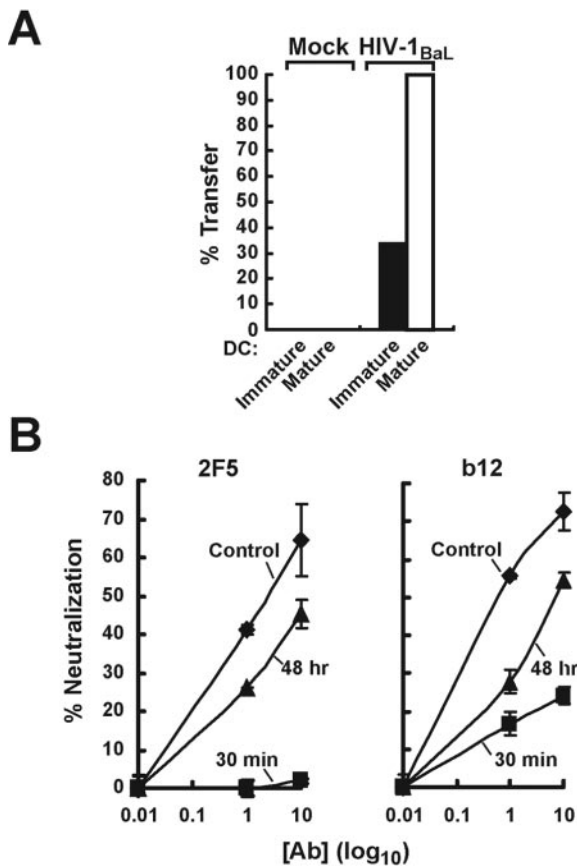 A
Mock HIV-1BaL
% Transfer
100
90
80
70
60
50
40
30
20
10
0
DC:
Immature
Mature
Immature
Mature
B
2F5
b12
% Neutralization
80
70
60
50
40
30
20
10
0
Control
48 hr
30 min
Control
48 hr
30 min
0.01 0.1 1 10
0.01 0.1 1 10
[Ab] (log10)